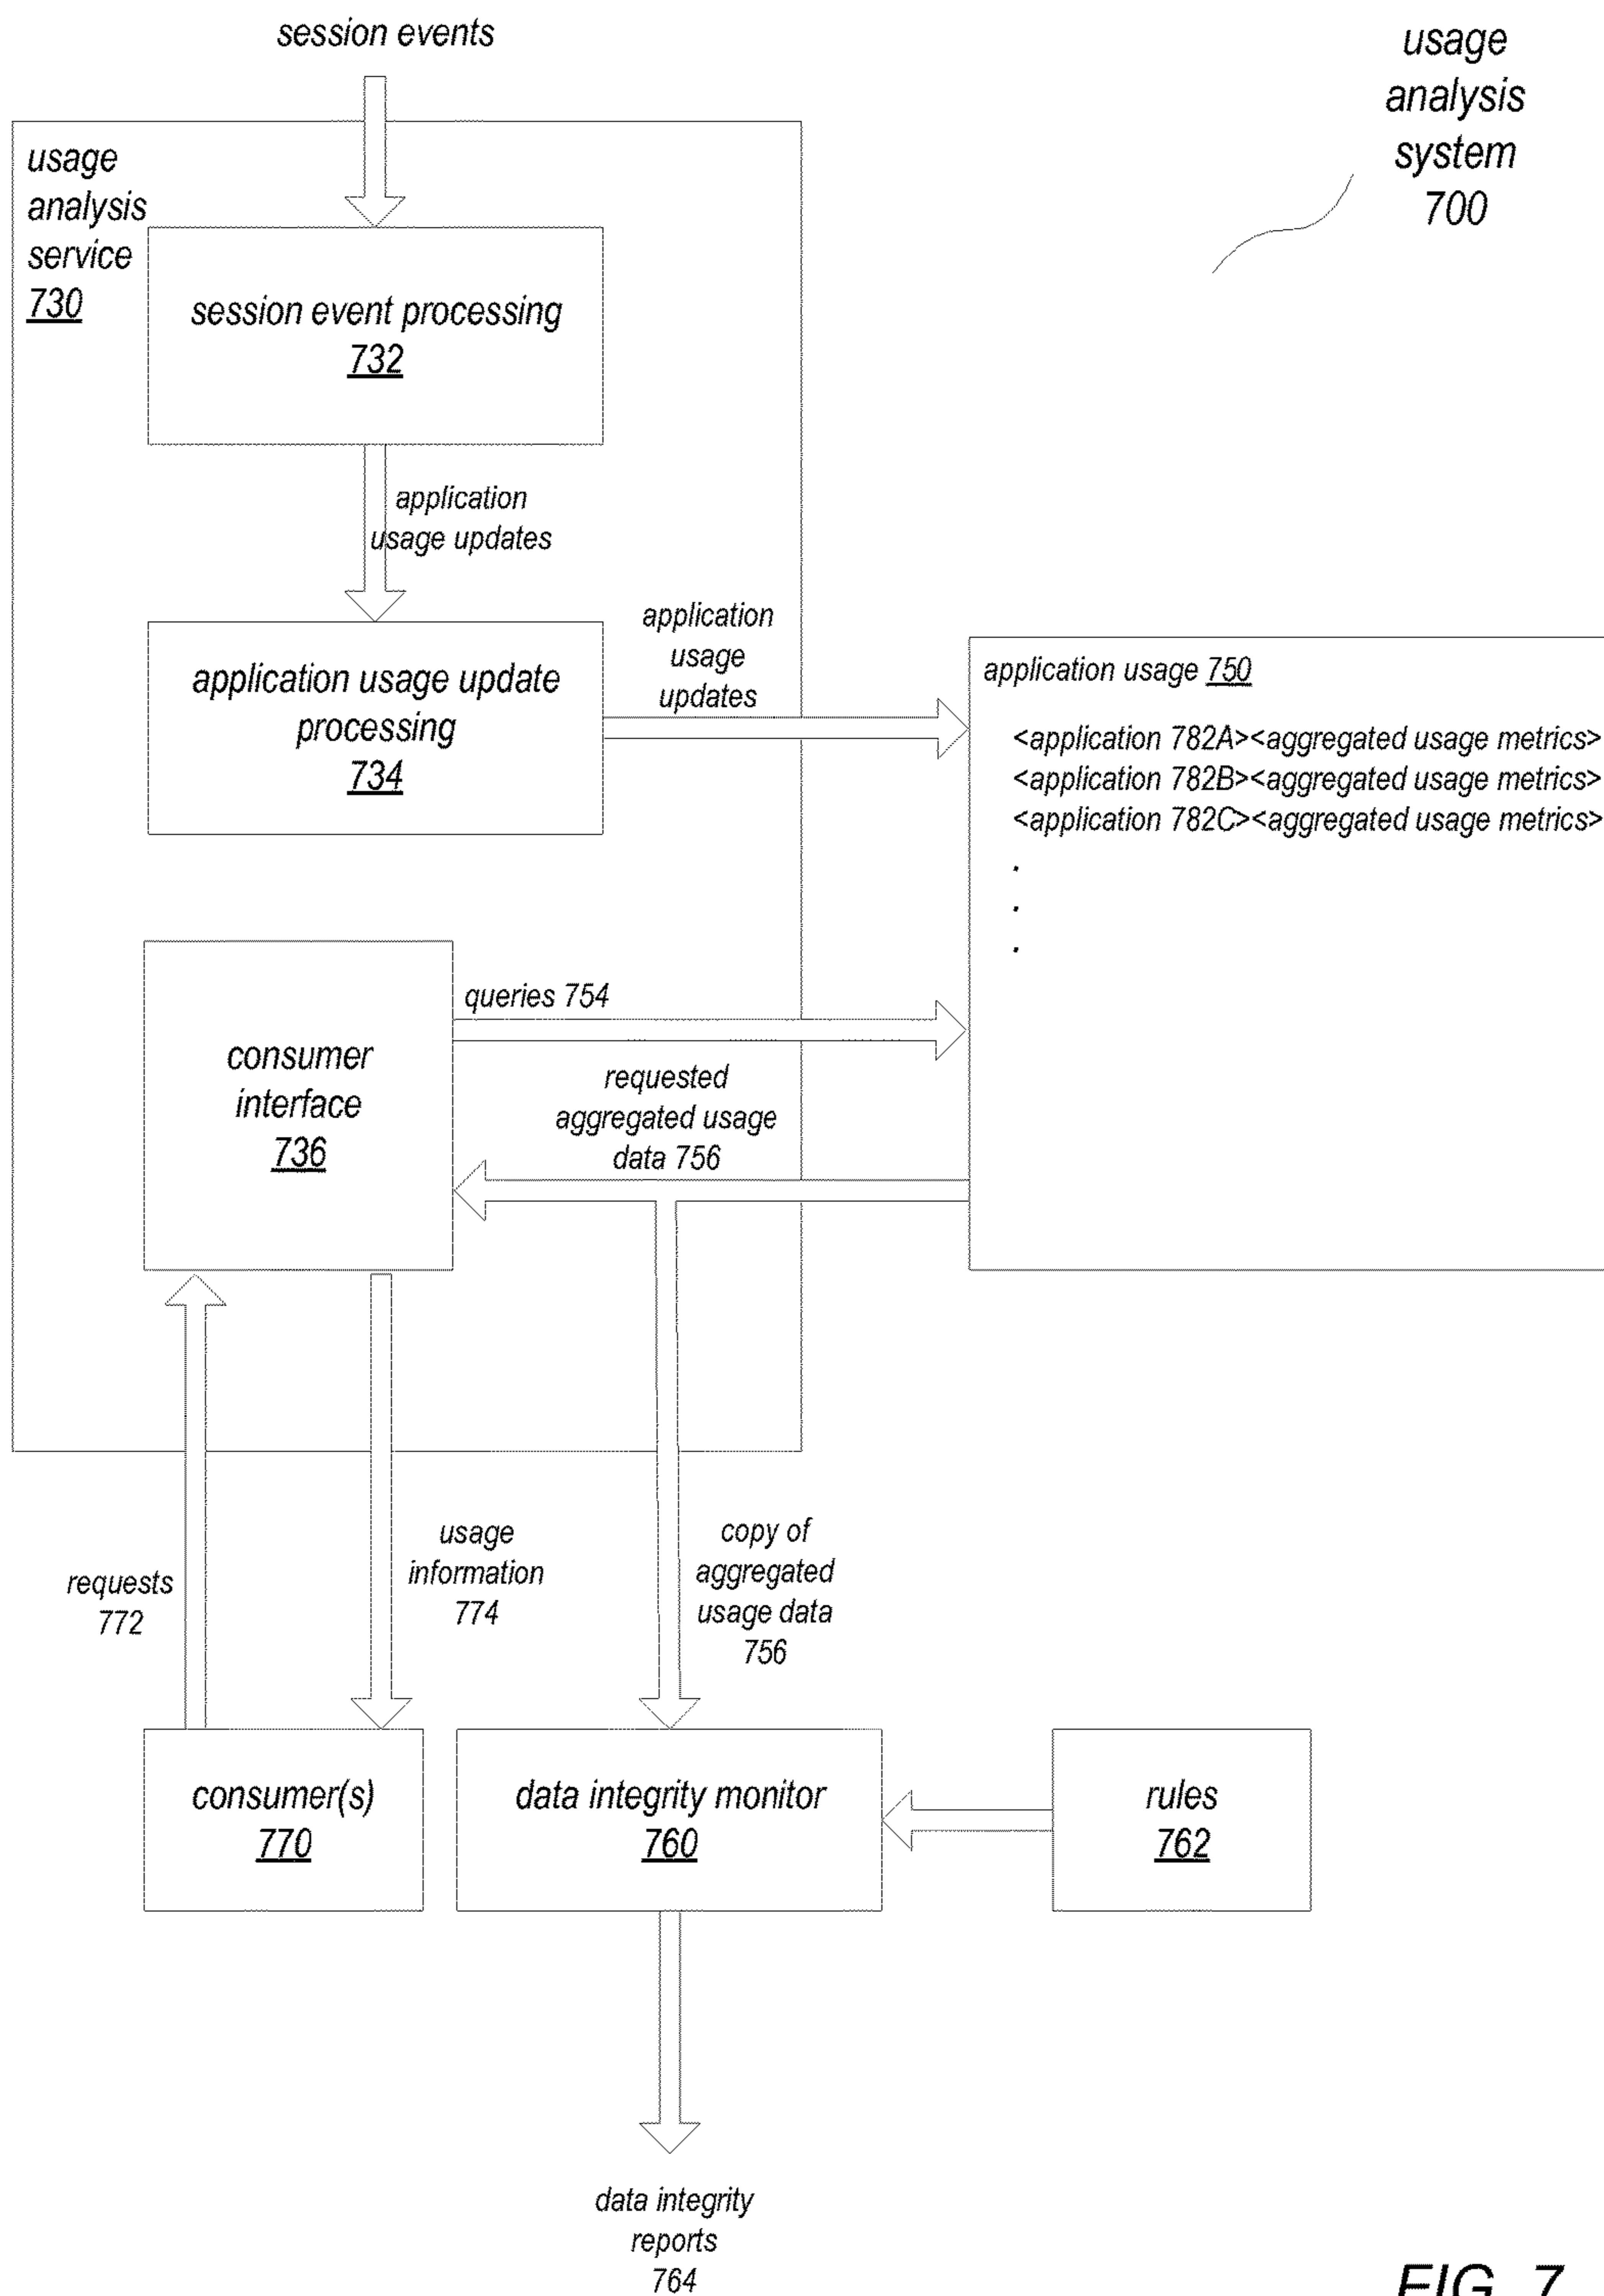 session events
usage
analysis
system
700
usage
analysis
service
730
session event processing
732
application
usage updates
application usage update
processing
734
application
usage
updates
application usage 750
<application 782A><aggregated usage metrics>
<application 782B><aggregated usage metrics>
<application 782C><aggregated usage metrics>
.
.
.
consumer
interface
736
queries 754
requested
aggregated usage
data 756
requests
772
usage
information
774
copy of
aggregated
usage data
756
consumer(s)
770
data integrity monitor
760
rules
762
data integrity
reports
764
FIG. 7